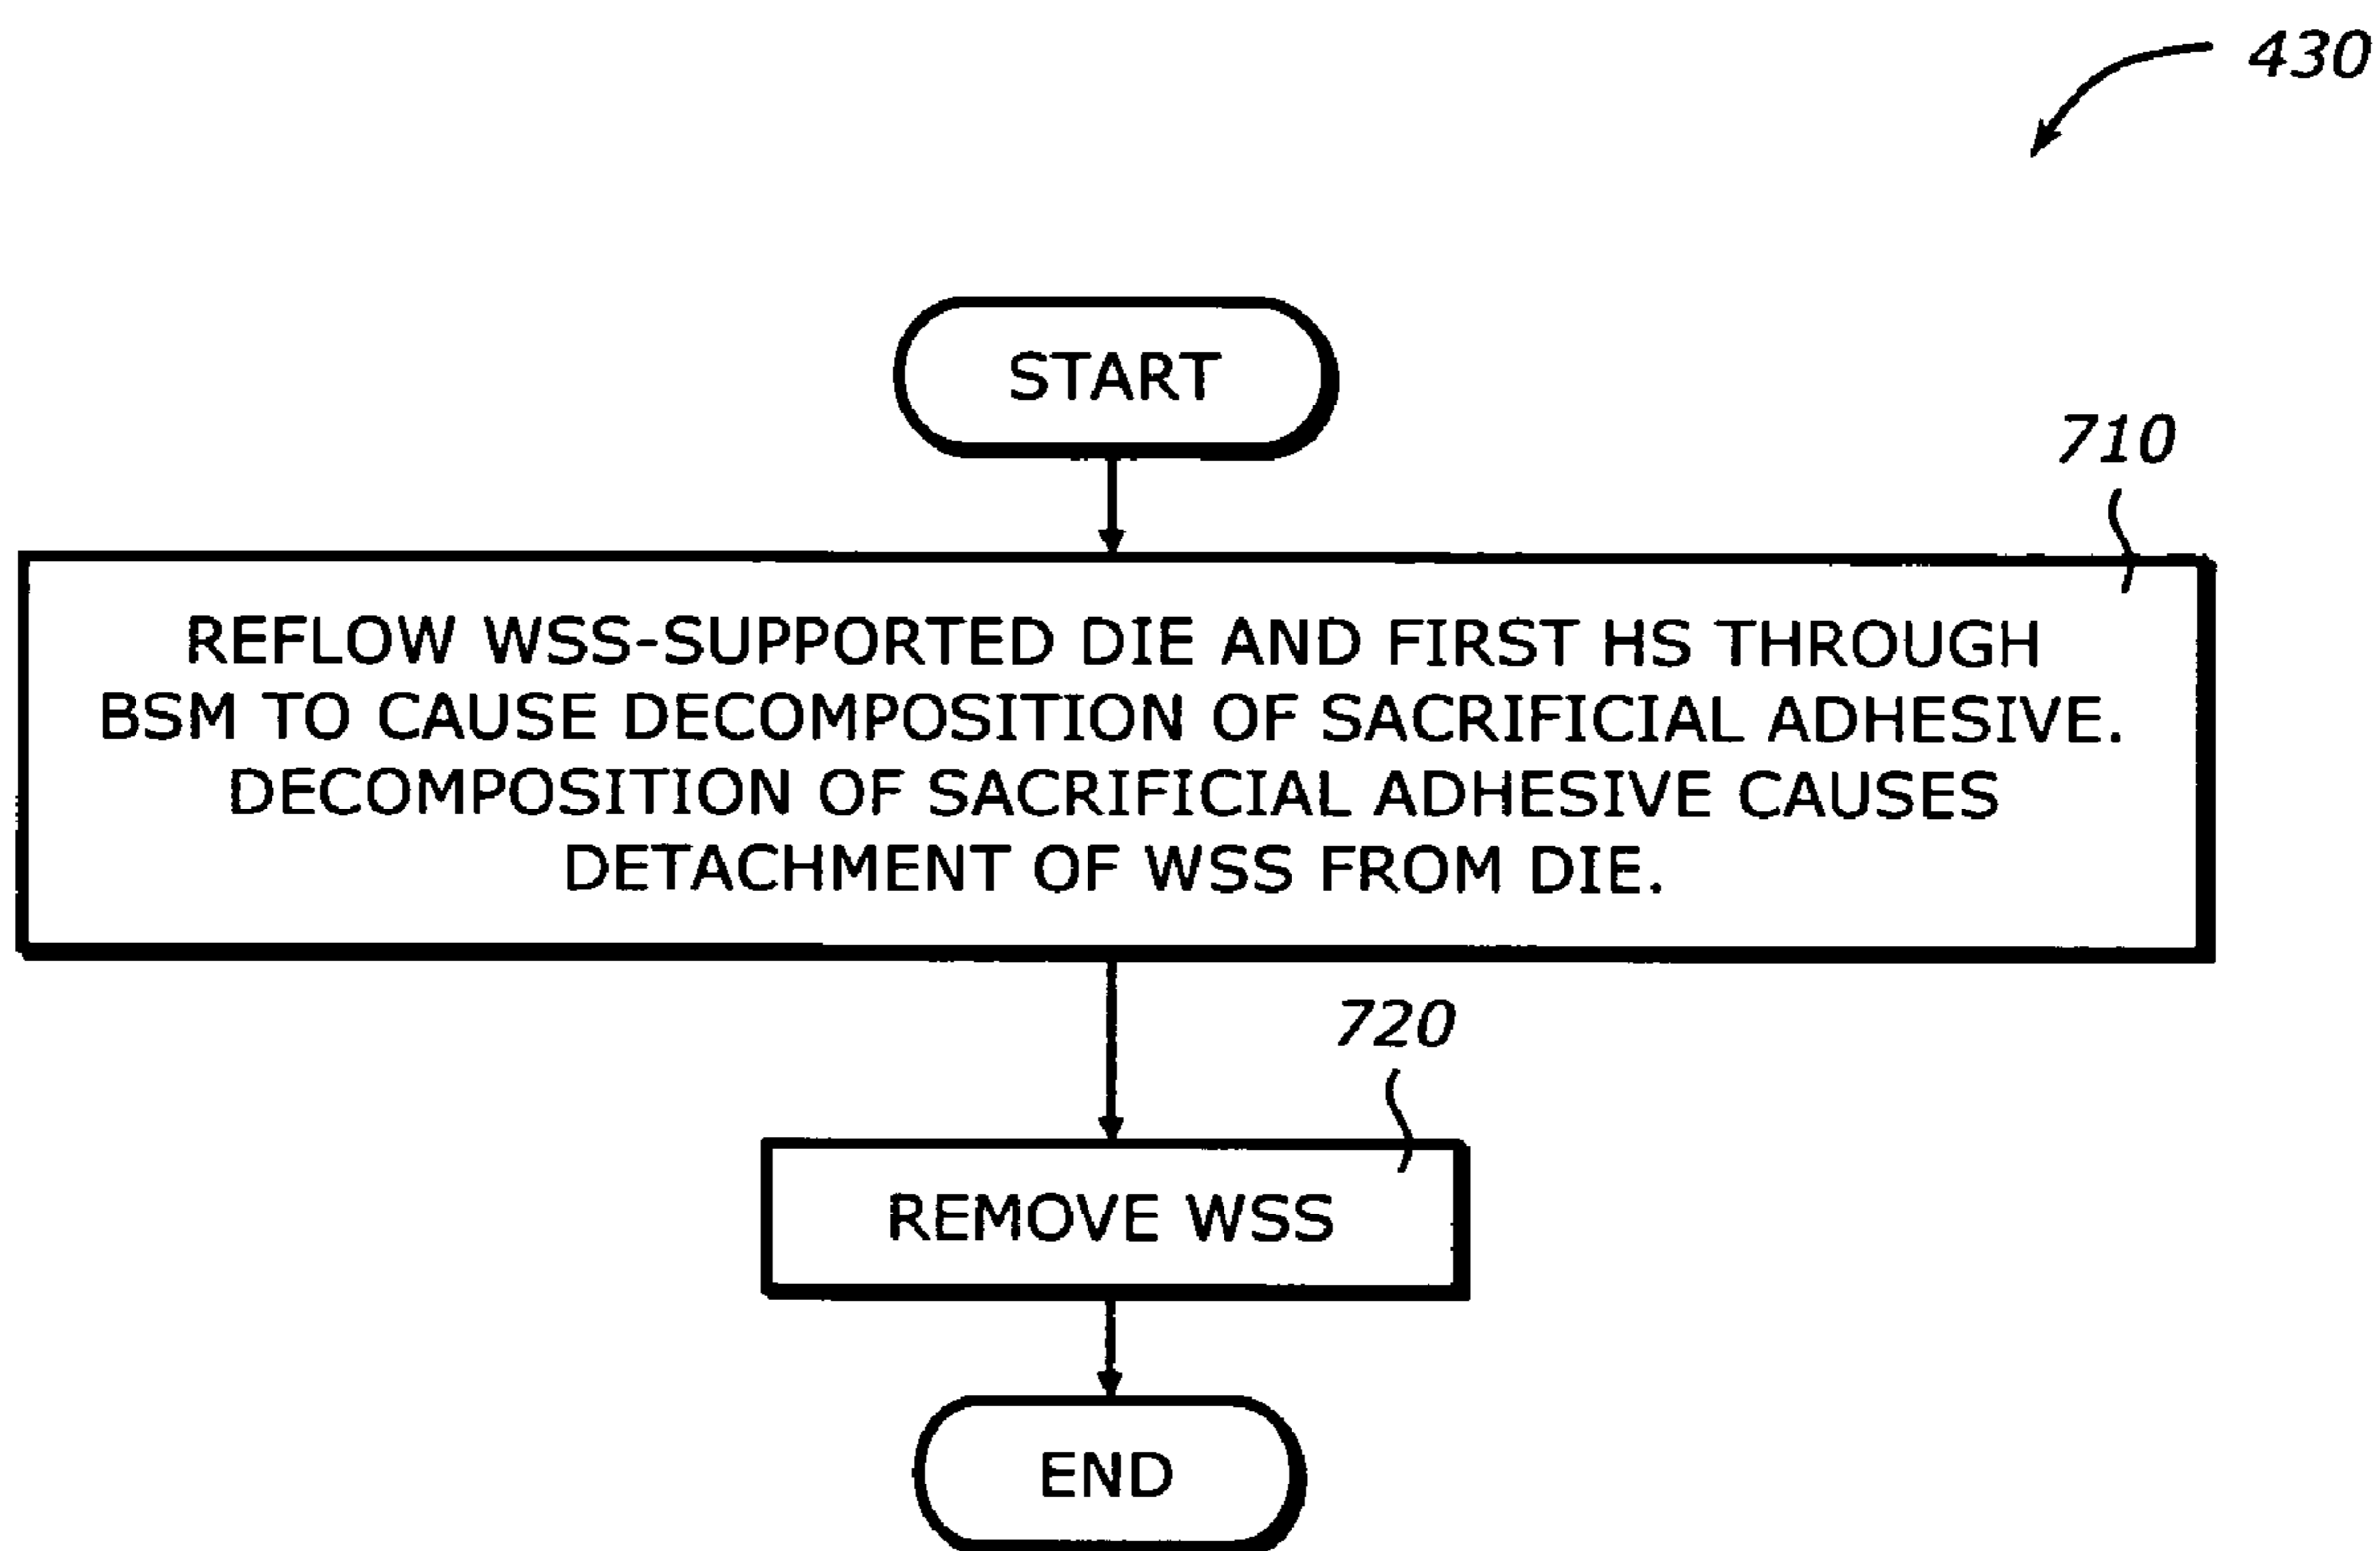 430
START
710
REFLOW WSS-SUPPORTED DIE AND FIRST HS THROUGH
BSM TO CAUSE DECOMPOSITION OF SACRIFICIAL ADHESIVE.
DECOMPOSITION OF SACRIFICIAL ADHESIVE CAUSES
DETACHMENT OF WSS FROM DIE.
720
REMOVE WSS
END